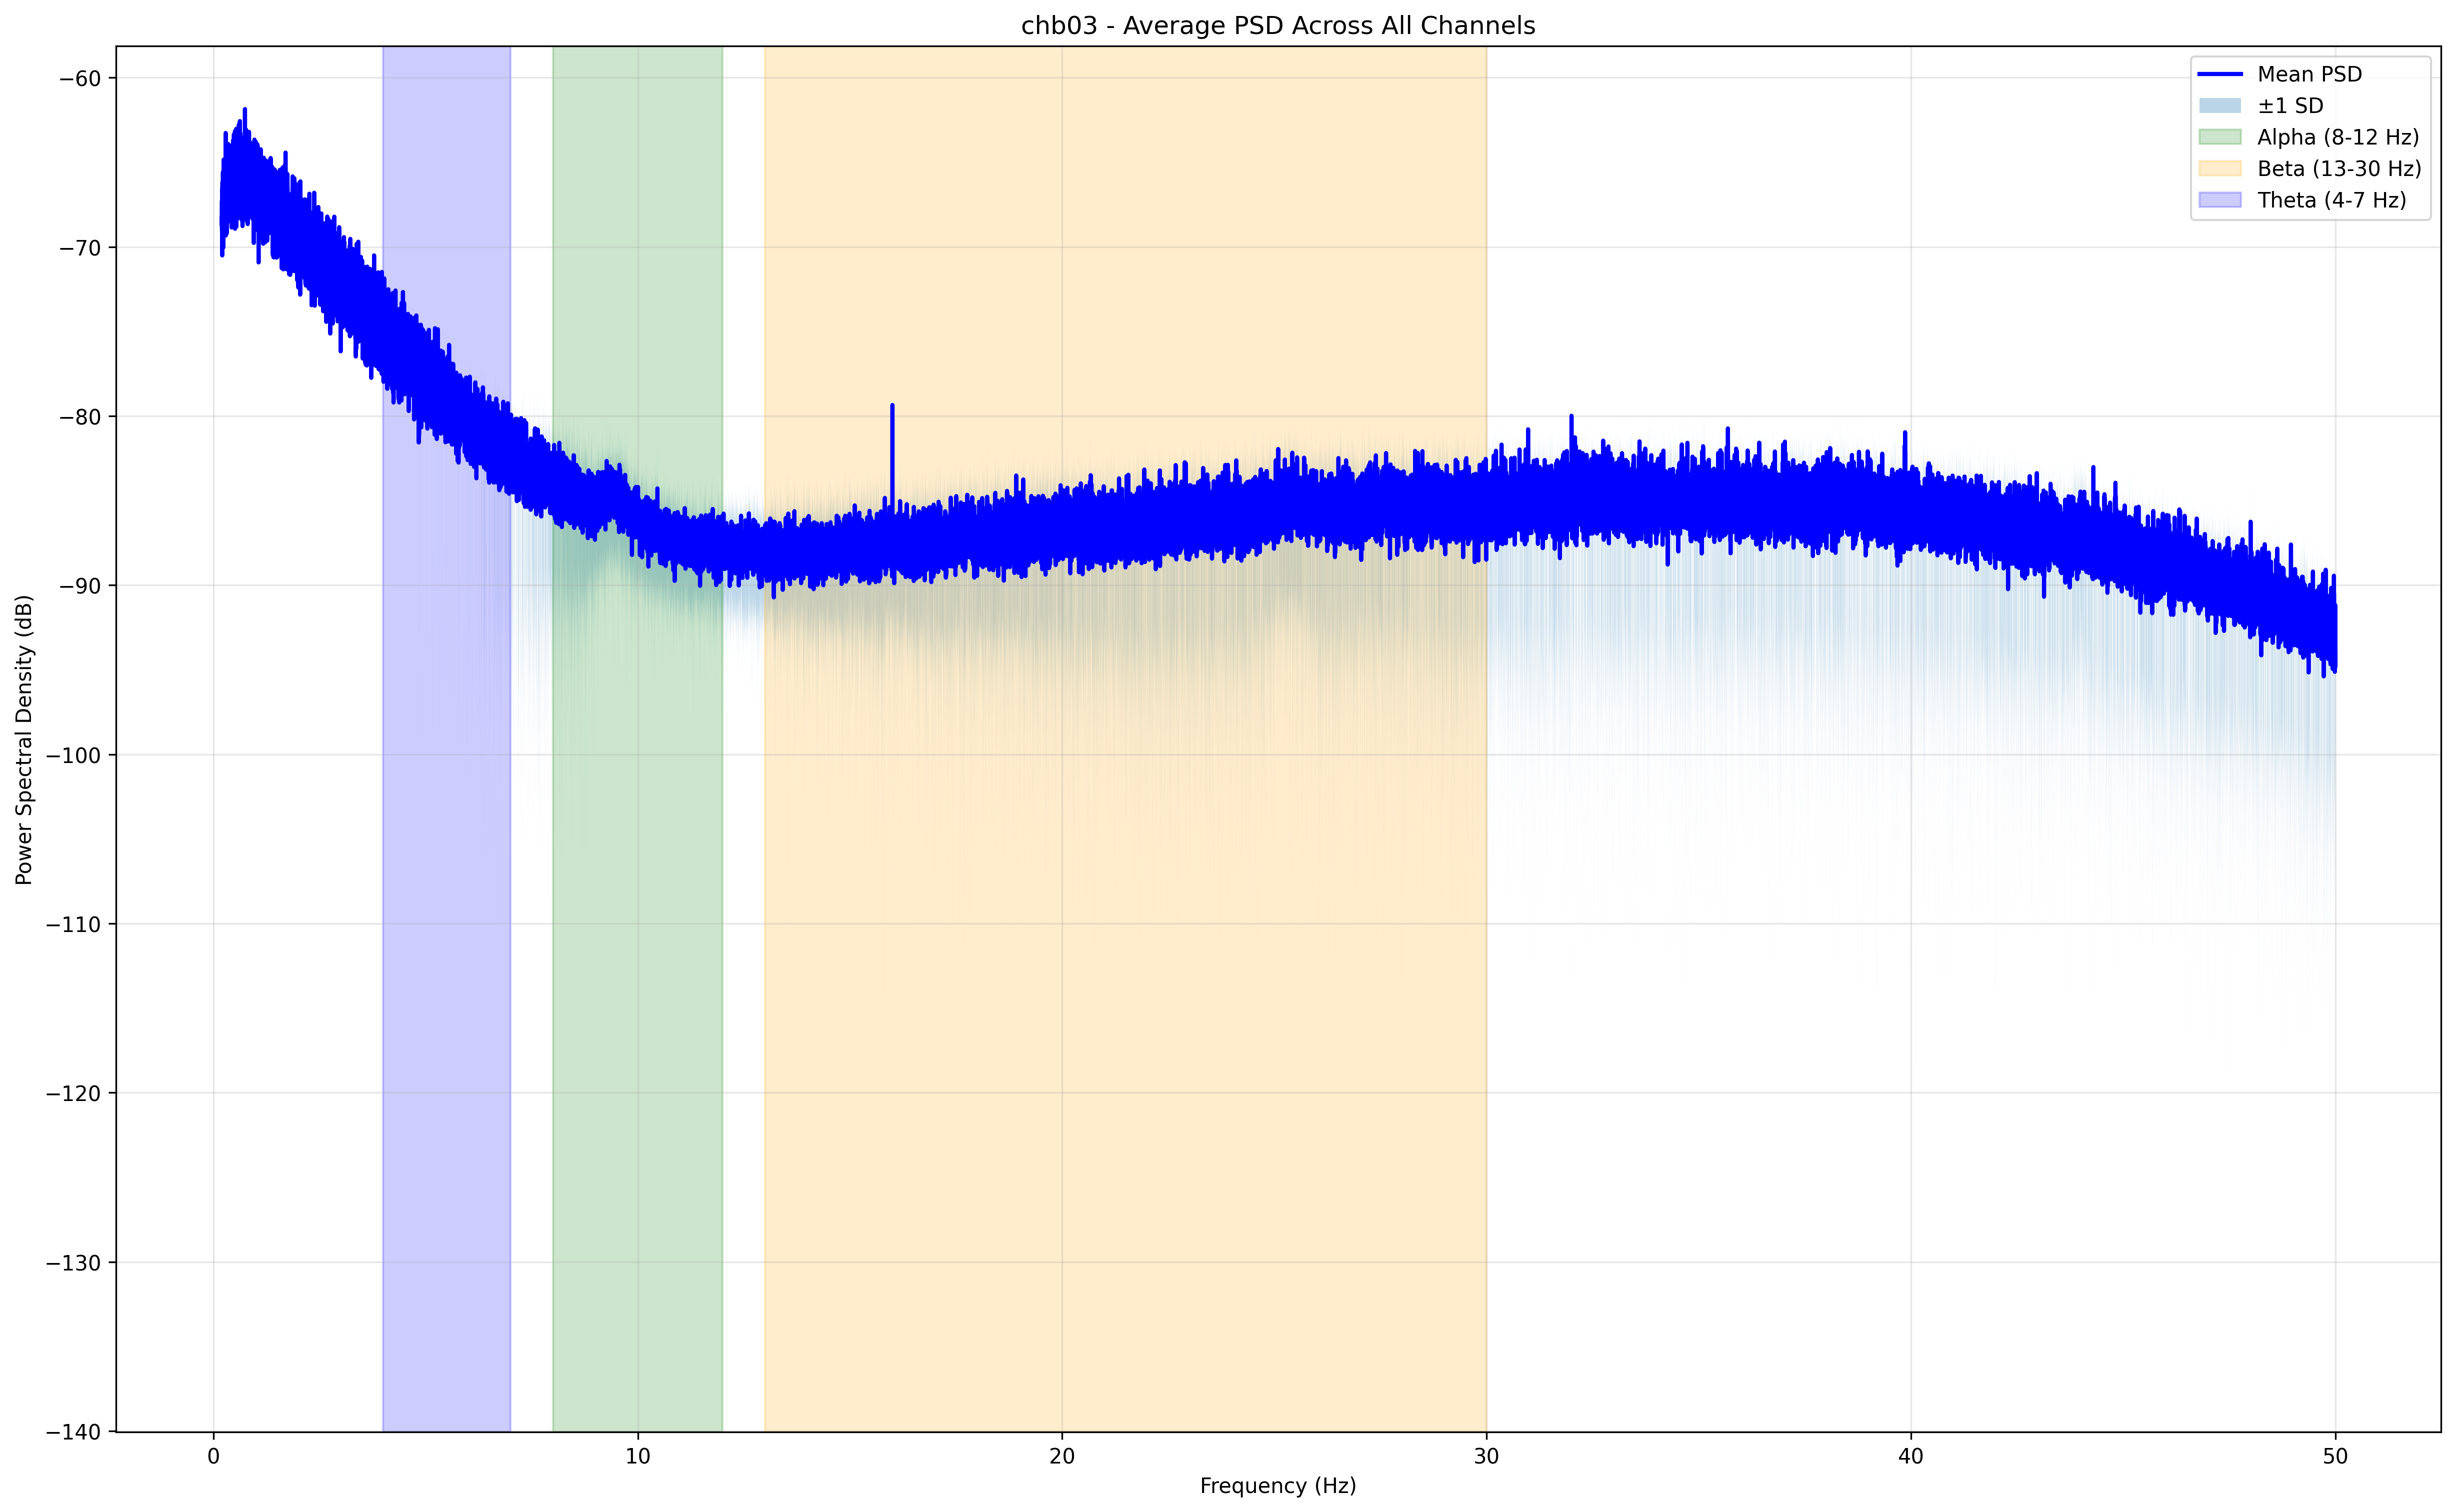 chb03 - Average PSD Across All Channels
Mean PSD
±1 SD
Alpha (8-12 Hz)
Beta (13-30 Hz)
Theta (4-7 Hz)
Power Spectral Density (dB)
−60
−70
−80
−90
−100
−110
−120
−130
−140
0 10 20 30 40 50
Frequency (Hz)